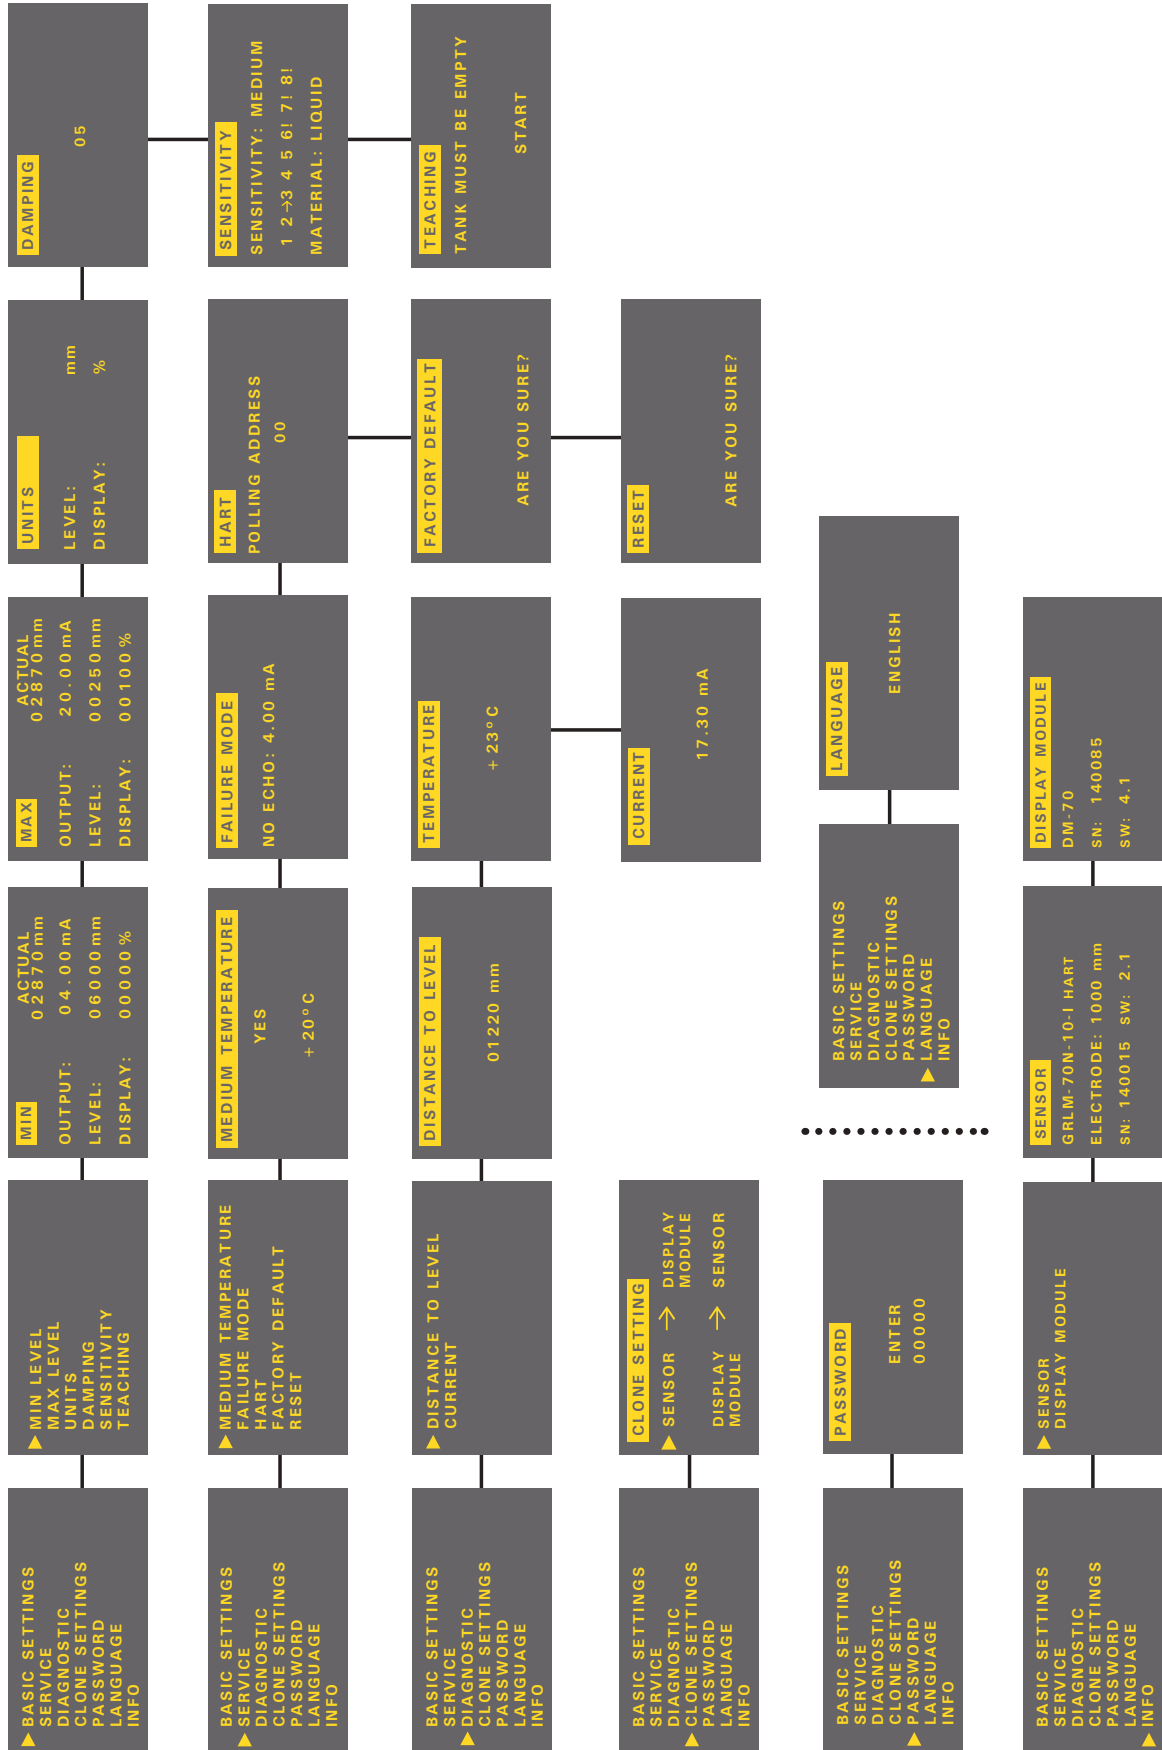 BASIC SETTINGS
SERVICE
DIAGNOSTIC
CLONE SETTINGS
PASSWORD
LANGUAGE
INFO
MIN LEVEL
MAX LEVEL
UNITS
DAMPING
SENSITIVITY
TEACHING
MIN ACTUAL
02870mm
OUTPUT: 04.00mA
LEVEL: 06000mm
DISPLAY: 00000%
MAX ACTUAL
02870mm
OUTPUT: 20.00mA
LEVEL: 00250mm
DISPLAY: 00100%
UNITS
LEVEL: mm
DISPLAY: %
DAMPING
05
SENSITIVITY
SENSITIVITY: MEDIUM
1 2→3 4 5 6! 7! 8!
MATERIAL: LIQUID
TEACHING
TANK MUST BE EMPTY
START
BASIC SETTINGS
SERVICE
DIAGNOSTIC
CLONE SETTINGS
PASSWORD
LANGUAGE
INFO
MEDIUM TEMPERATURE
FAILURE MODE
HART
FACTORY DEFAULT
RESET
MEDIUM TEMPERATURE
YES
+20°C
FAILURE MODE
NO ECHO: 4.00 mA
HART
POLLING ADDRESS
00
FACTORY DEFAULT
ARE YOU SURE?
RESET
ARE YOU SURE?
BASIC SETTINGS
SERVICE
DIAGNOSTIC
CLONE SETTINGS
PASSWORD
LANGUAGE
INFO
DISTANCE TO LEVEL
CURRENT
DISTANCE TO LEVEL
01220 mm
TEMPERATURE
+23°C
CURRENT
17.30 mA
BASIC SETTINGS
SERVICE
DIAGNOSTIC
CLONE SETTINGS
PASSWORD
LANGUAGE
INFO
CLONE SETTING
SENSOR → DISPLAY
MODULE
DISPLAY → SENSOR
MODULE
BASIC SETTINGS
SERVICE
DIAGNOSTIC
CLONE SETTINGS
PASSWORD
LANGUAGE
INFO
PASSWORD
ENTER
00000
BASIC SETTINGS
SERVICE
DIAGNOSTIC
CLONE SETTINGS
PASSWORD
LANGUAGE
INFO
LANGUAGE
ENGLISH
BASIC SETTINGS
SERVICE
DIAGNOSTIC
CLONE SETTINGS
PASSWORD
LANGUAGE
INFO
SENSOR
DISPLAY MODULE
SENSOR
GRLM-70N-10-I HART
ELECTRODE: 1000 mm
SN: 140015 SW: 2.1
DISPLAY MODULE
DM-70
SN: 140085
SW: 4.1